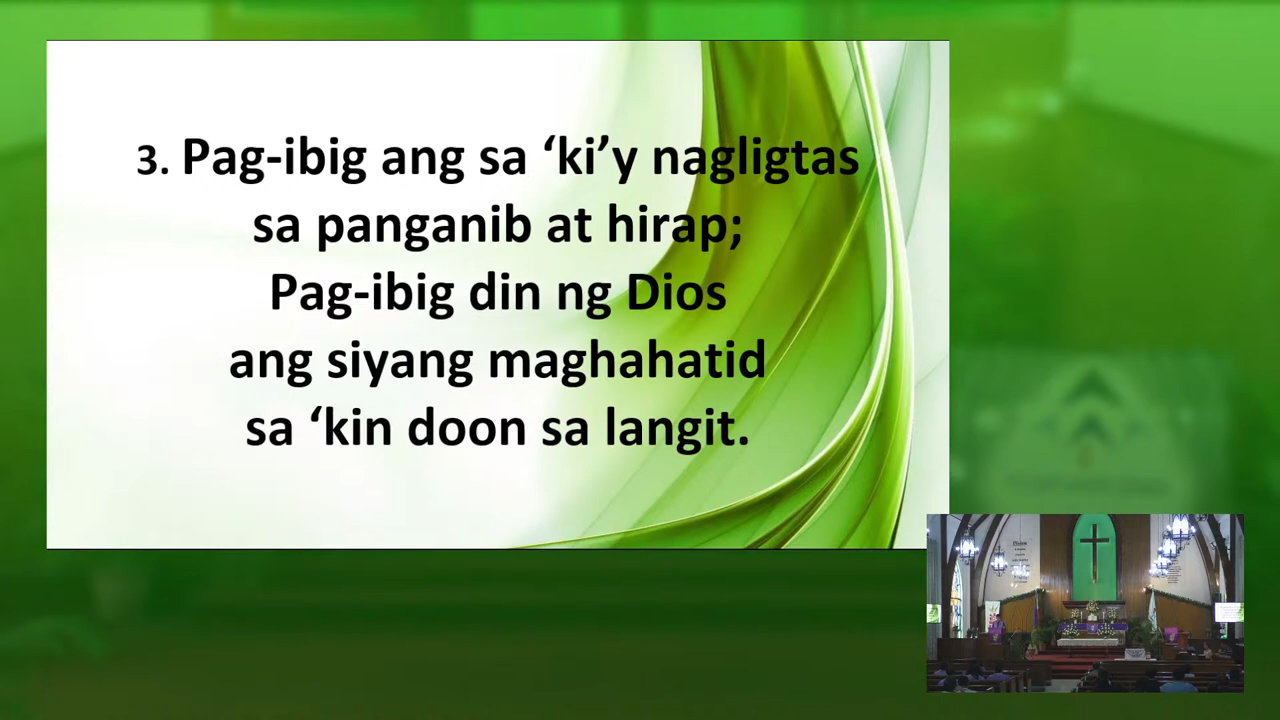 3. Pag-ibig ang sa ‘ki’y nagligtas
sa panganib at hirap;
Pag-ibig din ng Dios
ang siyang maghahatid
sa ‘kin doon sa langit.